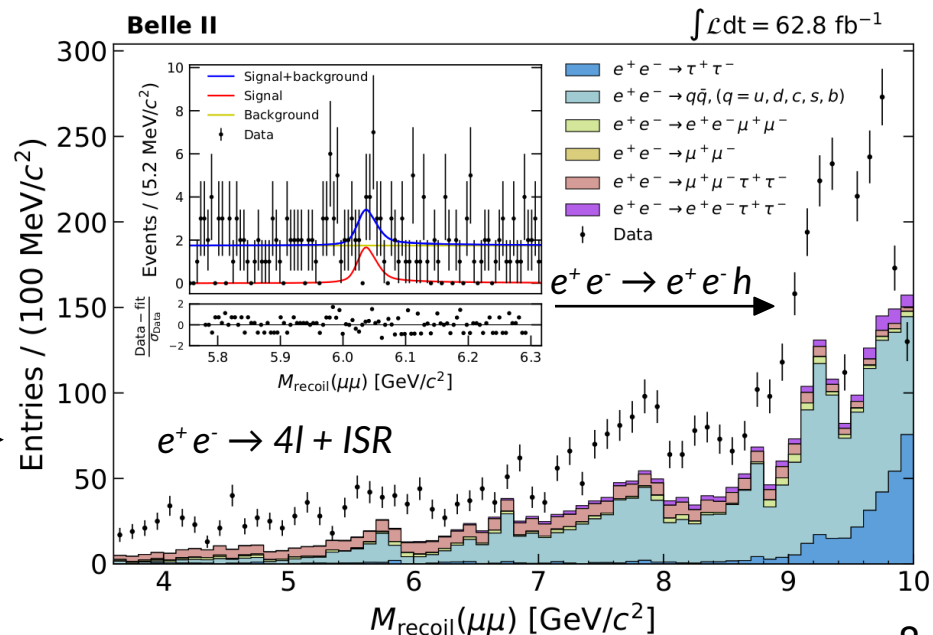 Belle II
∫ℒdt = 62.8 fb⁻¹
Entries / (100 MeV/c²)
300
250
200
150
100
50
0
4
5
6
7
8
9
10
M_recoil(μμ) [GeV/c²]
Events / (5.2 MeV/c²)
10
8
6
4
2
0
Signal+background
Signal
Background
Data
Data − fit
σ_Data
2
0
−2
5.8
5.9
6.0
6.1
6.2
6.3
M_recoil(μμ) [GeV/c²]
e⁺e⁻→τ⁺τ⁻
e⁺e⁻→qq̄, (q = u, d, c, s, b)
e⁺e⁻→e⁺e⁻μ⁺μ⁻
e⁺e⁻→μ⁺μ⁻
e⁺e⁻→μ⁺μ⁻τ⁺τ⁻
e⁺e⁻→e⁺e⁻τ⁺τ⁻
Data
e⁺e⁻ → e⁺e⁻h
e⁺e⁻ → 4l + ISR